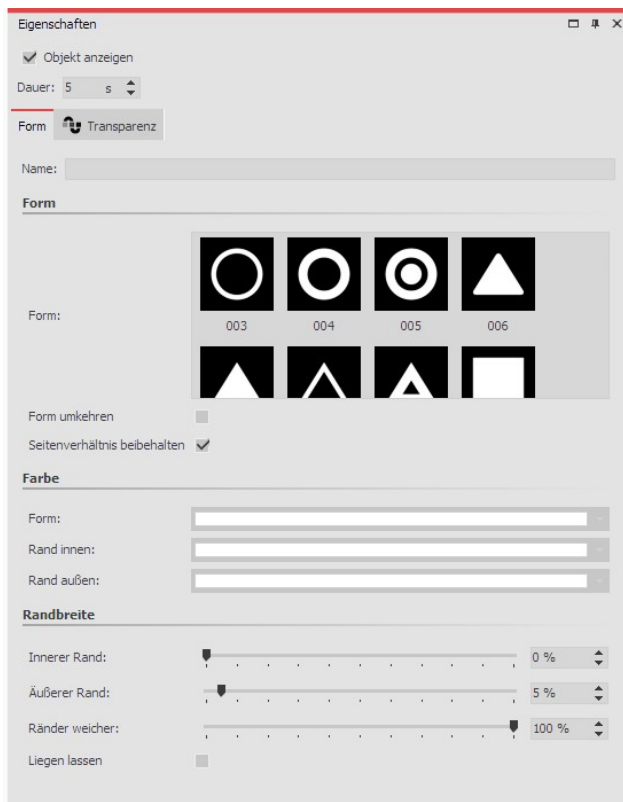 Eigenschaften
Objekt anzeigen
Dauer: 5 s
Form Transparenz
Name:
Form
Form:
003 004 005 006
Form umkehren
Seitenverhältnis beibehalten
Farbe
Form:
Rand innen:
Rand außen:
Randbreite
Innerer Rand: 0 %
Äußerer Rand: 5 %
Ränder weicher: 100 %
Liegen lassen